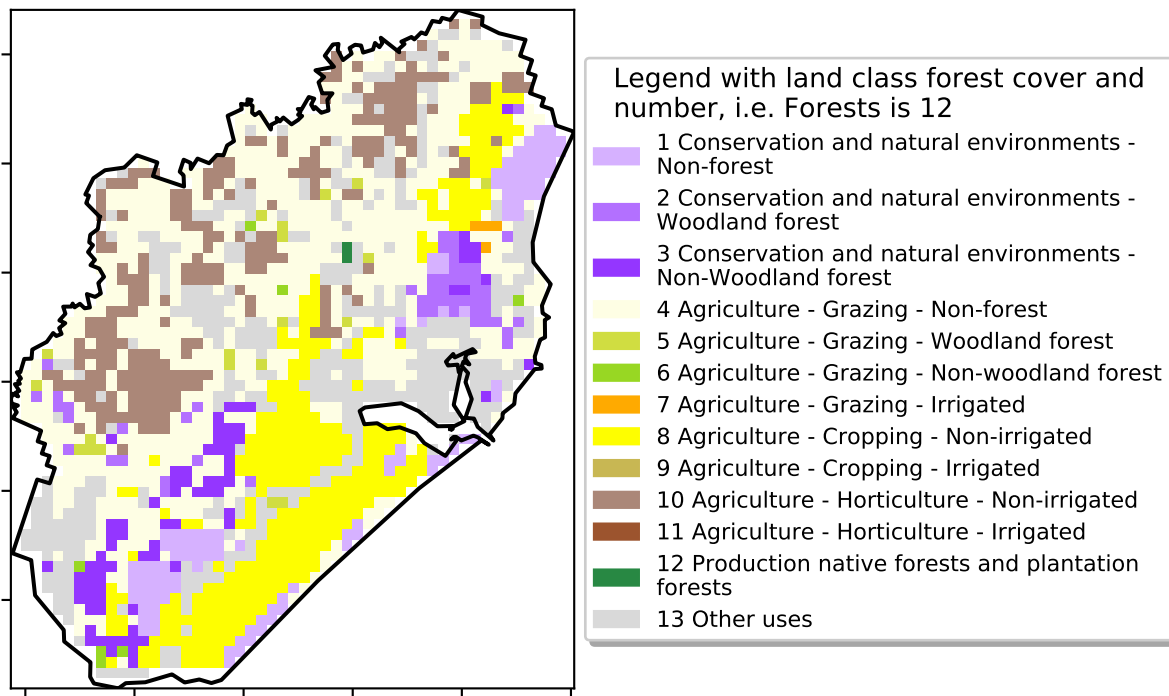 Legend with land class forest cover and
number, i.e. Forests is 12
1 Conservation and natural environments -
Non-forest
2 Conservation and natural environments -
Woodland forest
3 Conservation and natural environments -
Non-Woodland forest
4 Agriculture - Grazing - Non-forest
5 Agriculture - Grazing - Woodland forest
6 Agriculture - Grazing - Non-woodland forest
7 Agriculture - Grazing - Irrigated
8 Agriculture - Cropping - Non-irrigated
9 Agriculture - Cropping - Irrigated
10 Agriculture - Horticulture - Non-irrigated
11 Agriculture - Horticulture - Irrigated
12 Production native forests and plantation
forests
13 Other uses